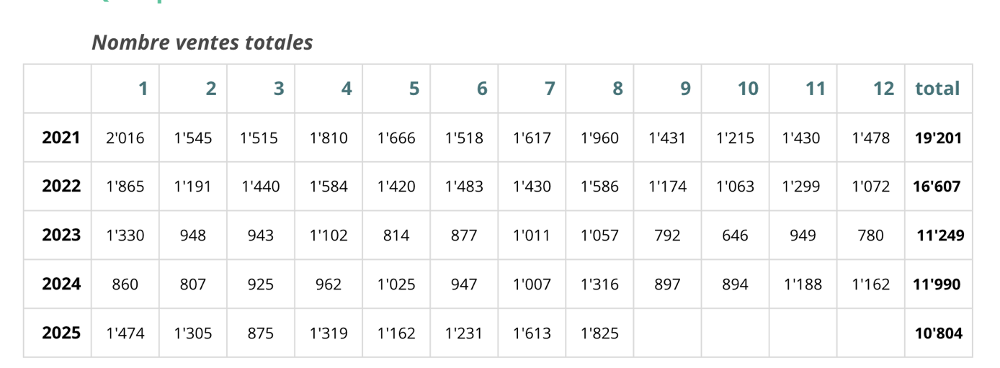 Nombre ventes totales
1 2 3 4 5 6 7 8 9 10 11 12 total
2021 2'016 1'545 1'515 1'810 1'666 1'518 1'617 1'960 1'431 1'215 1'430 1'478 19'201
2022 1'865 1'191 1'440 1'584 1'420 1'483 1'430 1'586 1'174 1'063 1'299 1'072 16'607
2023 1'330 948 943 1'102 814 877 1'011 1'057 792 646 949 780 11'249
2024 860 807 925 962 1'025 947 1'007 1'316 897 894 1'188 1'162 11'990
2025 1'474 1'305 875 1'319 1'162 1'231 1'613 1'825 10'804